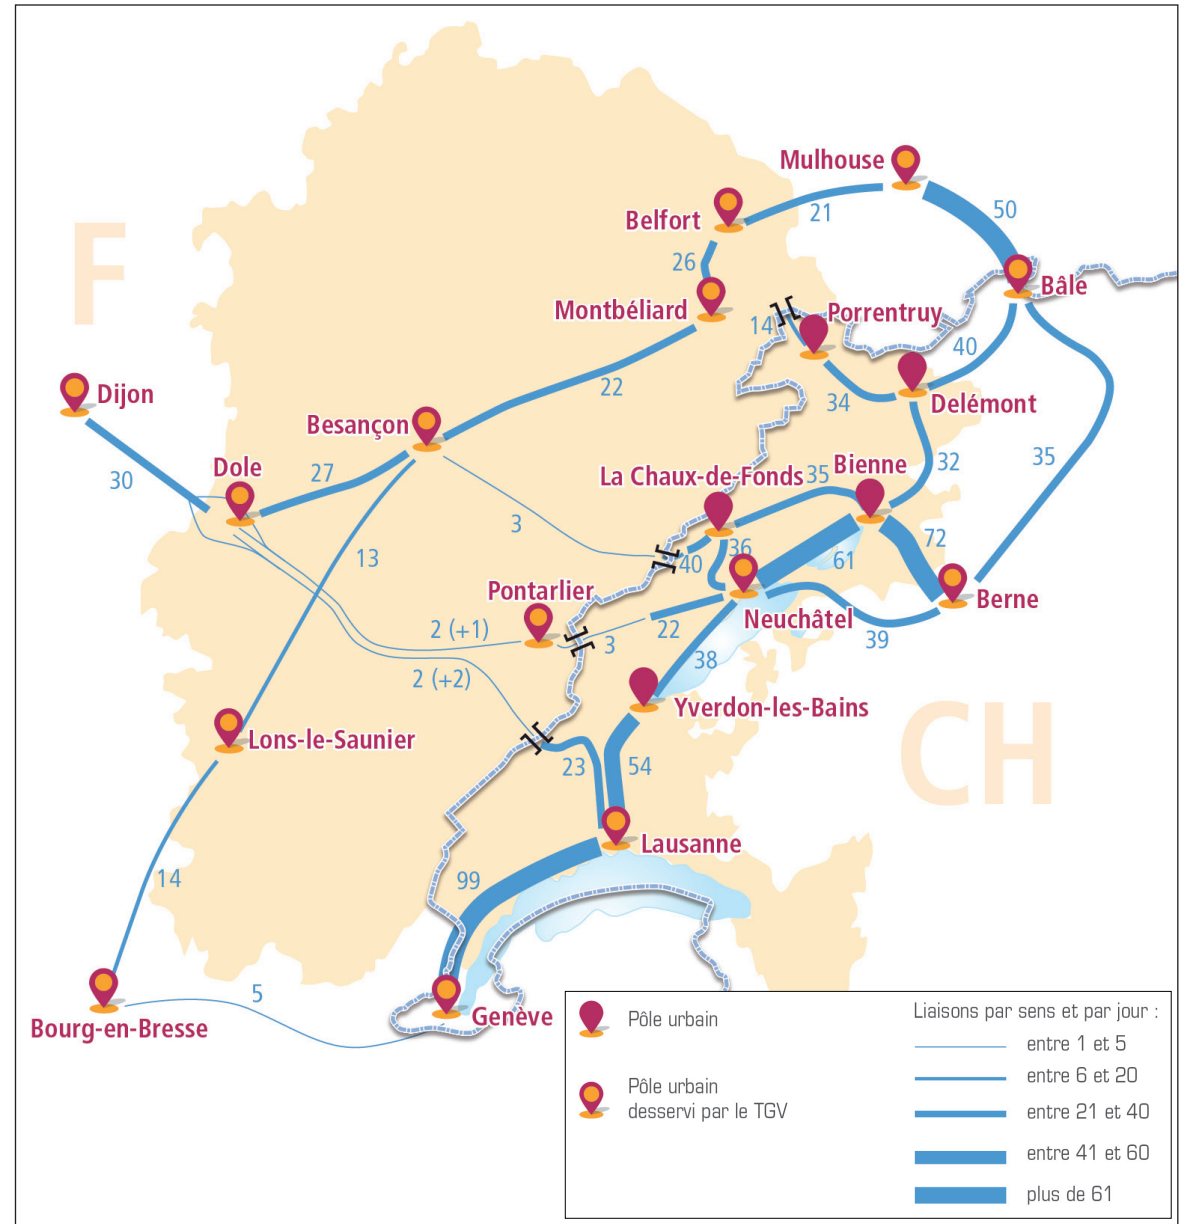 F
CH
Mulhouse
50
21
Belfort
26
Bâle
Montbéliard
14
Porrentruy
40
22
34
Delémont
Dijon
Besançon
30
Dole
27
La Chaux-de-Fonds
35
Bienne
32
35
3
40
36
61
72
13
Pontarlier
Neuchâtel
Berne
2 (+1)
3
22
39
2 (+2)
38
Yverdon-les-Bains
Lons-le-Saunier
23
54
Lausanne
14
99
5
Bourg-en-Bresse
Genève
Pôle urbain
Pôle urbain
desservi par le TGV
Liaisons par sens et par jour :
entre 1 et 5
entre 6 et 20
entre 21 et 40
entre 41 et 60
plus de 61